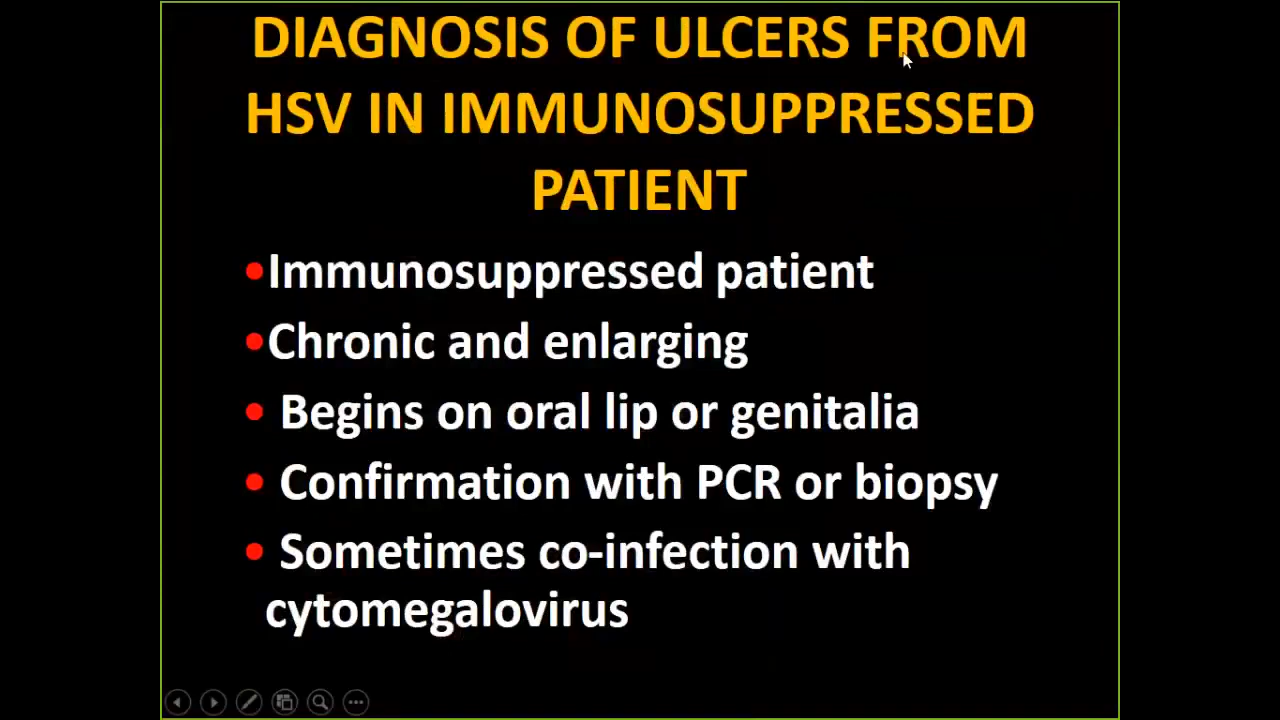 DIAGNOSIS OF ULCERS FROM
HSV IN IMMUNOSUPPRESSED
PATIENT
•Immunosuppressed patient
•Chronic and enlarging
• Begins on oral lip or genitalia
• Confirmation with PCR or biopsy
• Sometimes co-infection with
cytomegalovirus